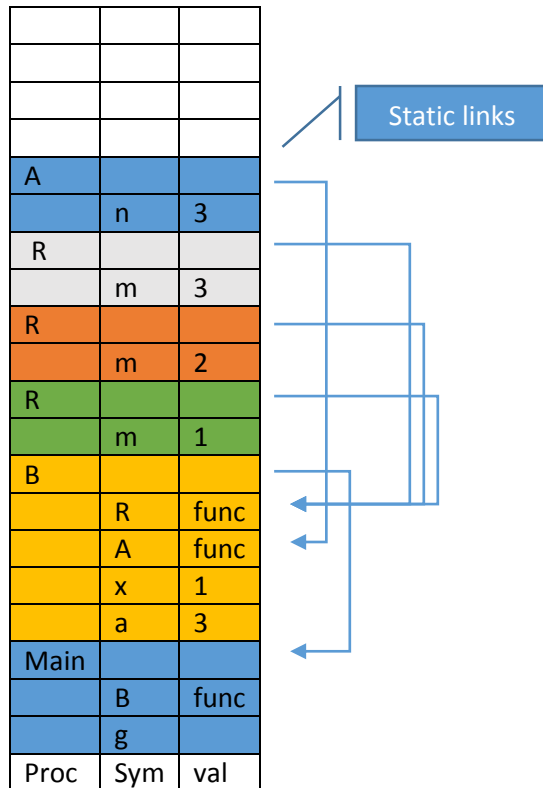 Static links
A
n 3
R
m 3
R
m 2
R
m 1
B
R func
A func
x 1
a 3
Main
B func
g
Proc Sym val